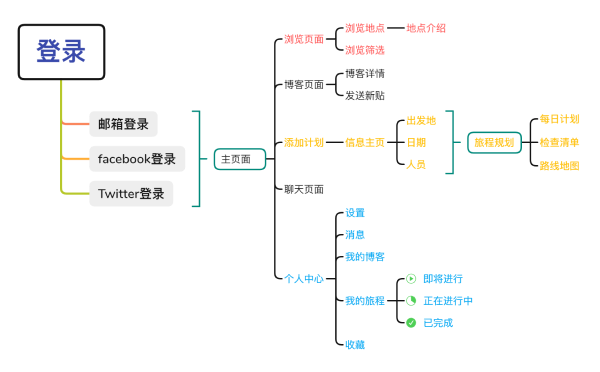 登录
邮箱登录
facebook登录
Twitter登录
主页面
浏览页面
浏览地点
地点介绍
浏览筛选
博客页面
博客详情
发送新贴
添加计划
信息主页
出发地
日期
人员
旅程规划
每日计划
检查清单
路线地图
聊天页面
个人中心
设置
消息
我的博客
我的旅程
即将进行
正在进行中
已完成
收藏